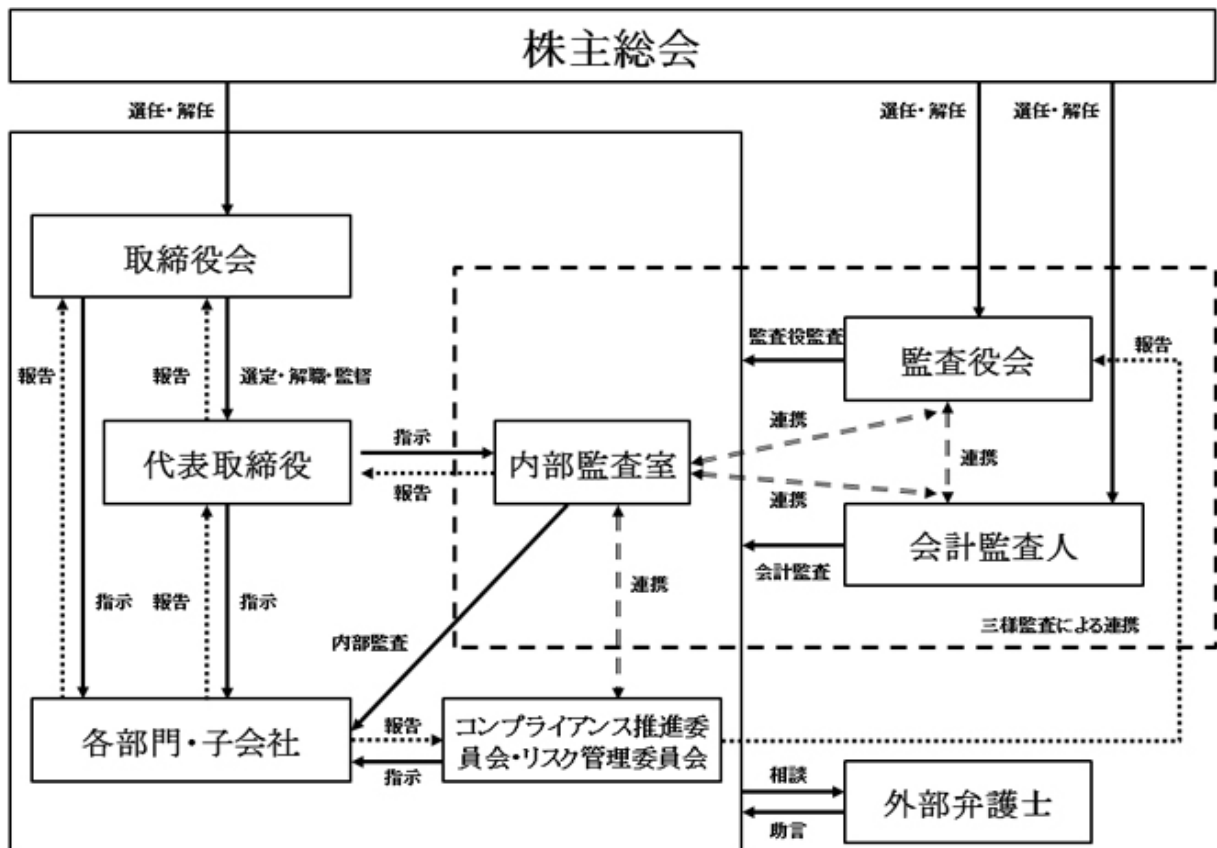 株主総会
選任・解任
選任・解任
選任・解任
取締役会
監査役監査
監査役会
報告
報告
報告
選定・解職・監督
連携
指示
代表取締役
内部監査室
連携
報告
連携
会計監査人
会計監査
指示
報告
指示
連携
内部監査
三様監査による連携
各部門・子会社
報告
コンプライアンス推進委
員会・リスク管理委員会
指示
相談
外部弁護士
助言